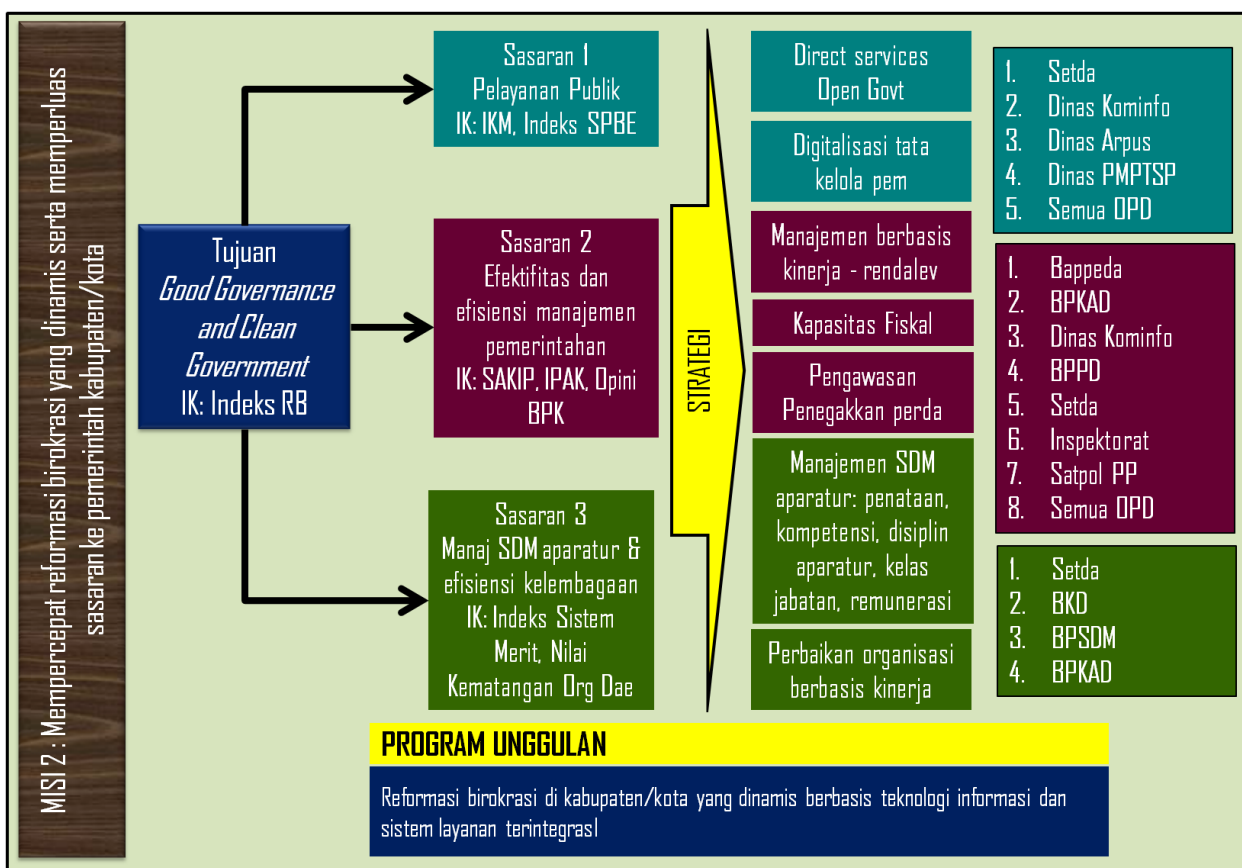 MISI 2 : Mempercepat reformasi birokrasi yang dinamis serta memperluas
sasaran ke pemerintah kabupaten/kota
Tujuan
Good Governance
and Clean
Government
IK: Indeks RB
Sasaran 1
Pelayanan Publik
IK: IKM, Indeks SPBE
Sasaran 2
Efektifitas dan
efisiensi manajemen
pemerintahan
IK: SAKIP, IPAK, Opini
BPK
Sasaran 3
Manaj SDM aparatur &
efisiensi kelembagaan
IK: Indeks Sistem
Merit, Nilai
Kematangan Org Dae
STRATEGI
Direct services
Open Govt
Digitalisasi tata
kelola pem
Manajemen berbasis
kinerja - rendalev
Kapasitas Fiskal
Pengawasan
Penegakkan perda
Manajemen SDM
aparatur: penataan,
kompetensi, disiplin
aparatur, kelas
jabatan, remunerasi
Perbaikan organisasi
berbasis kinerja
1. Setda
2. Dinas Kominfo
3. Dinas Arpus
4. Dinas PMPTSP
5. Semua OPD
1. Bappeda
2. BPKAD
3. Dinas Kominfo
4. BPPD
5. Setda
6. Inspektorat
7. Satpol PP
8. Semua OPD
1. Setda
2. BKD
3. BPSDM
4. BPKAD
PROGRAM UNGGULAN
Reformasi birokrasi di kabupaten/kota yang dinamis berbasis teknologi informasi dan
sistem layanan terintegrasI